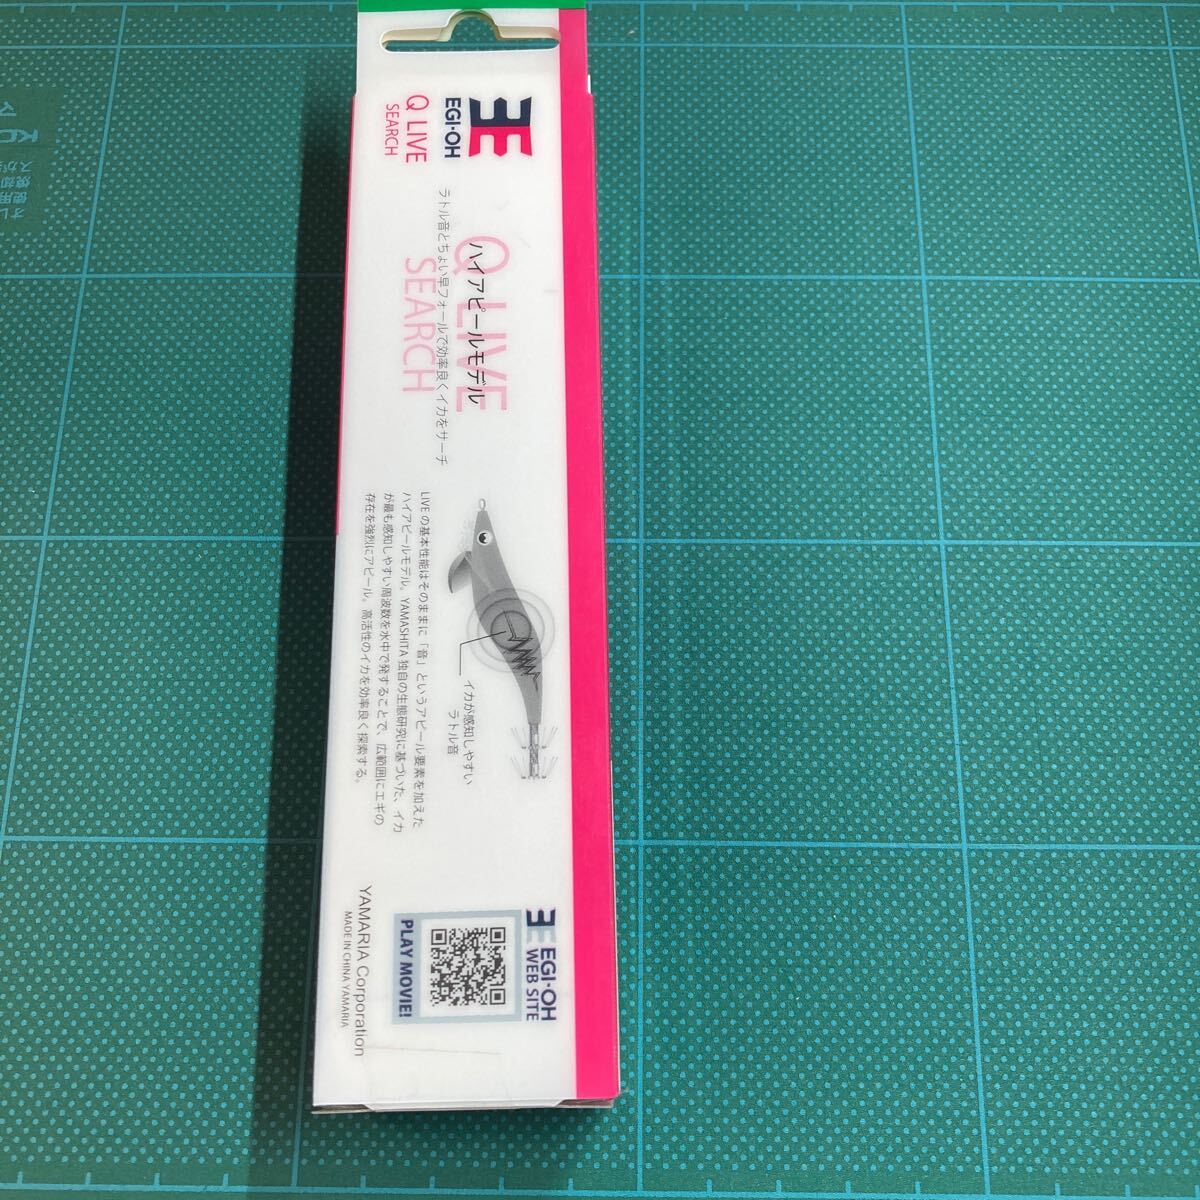 EGI-OH
Q LIVE
SEARCH
Q LIVE
SEARCH
ハイアピールモデル
ラトル音とちょい早フォールで効率良くイカをサーチ
イカが感知しやすい
ラトル音
LIVEの基本性能はそのままに「音」というアピール要素を加えた
ハイアピールモデル。YAMASHITA独自の生態研究に基づいた、イカ
が最も感知しやすい周波数を水中で発することで、広範囲にエギの
存在を強烈にアピール。高活性のイカを効率良く探索する。
EGI-OH
WEB SITE
PLAY MOVIE!
YAMARIA Corporation
MADE IN CHINA YAMARIA